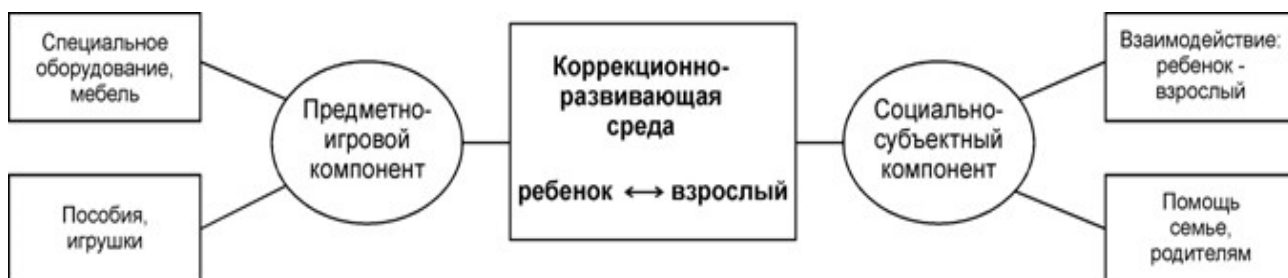 Специальное
оборудование,
мебель
Пособия,
игрушки
Предметно-
игровой
компонент
Коррекционно-
развивающая
среда
ребенок ⟷ взрослый
Социально-
субъектный
компонент
Взаимодействие:
ребенок -
взрослый
Помощь
семье,
родителям